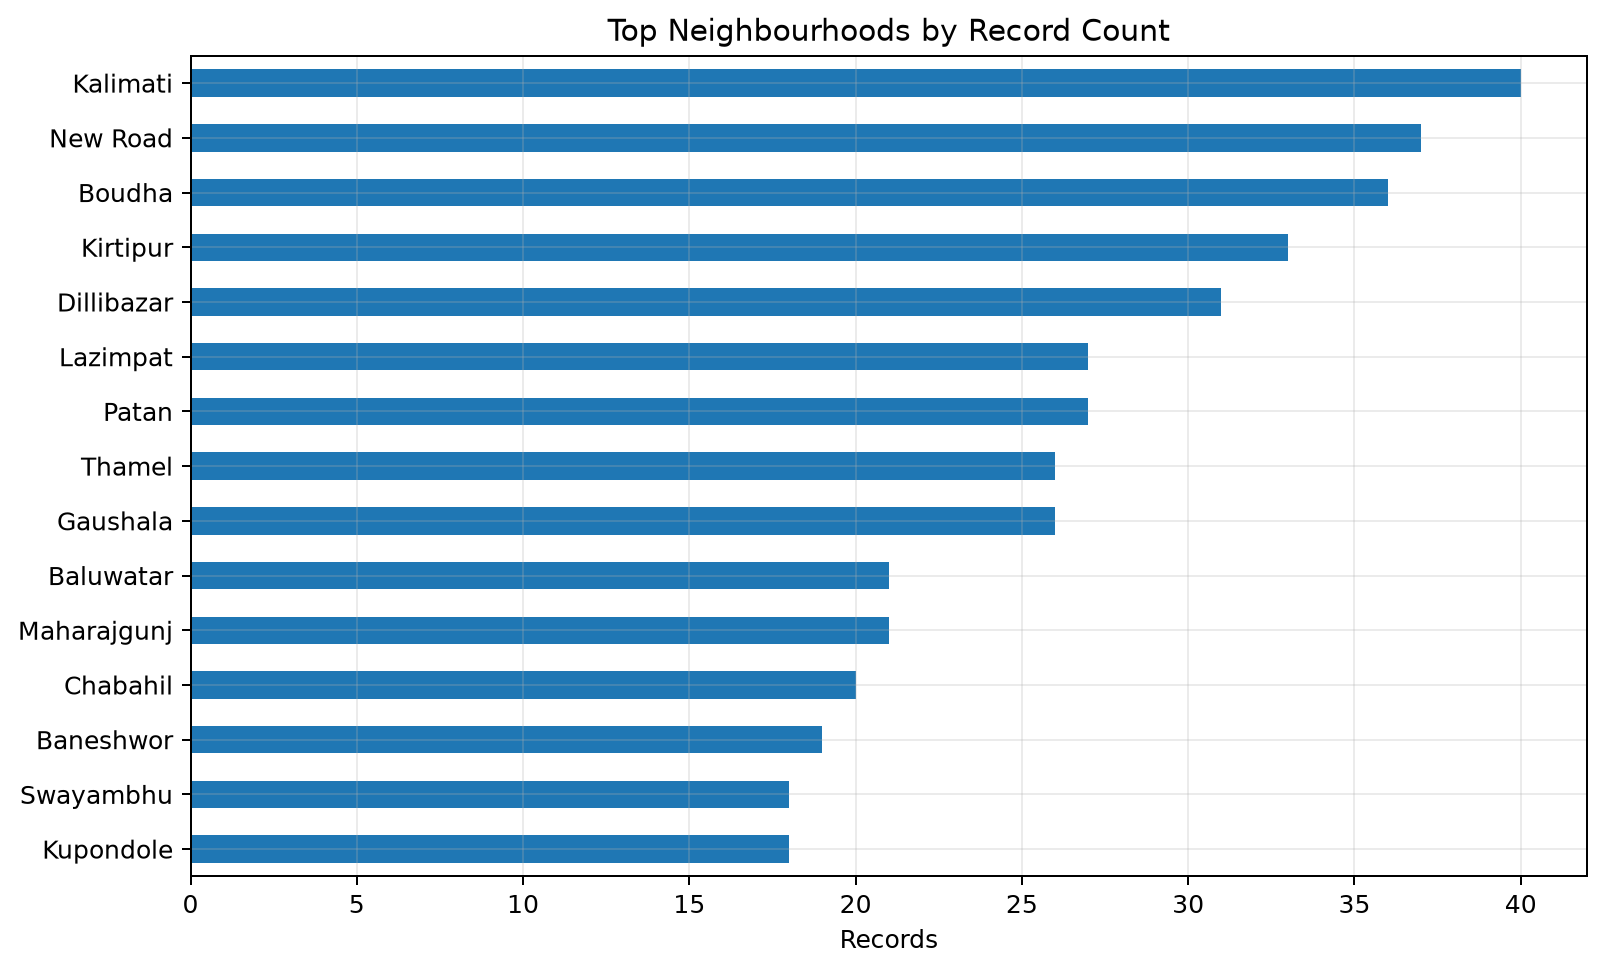 Top Neighbourhoods by Record Count
Kalimati
New Road
Boudha
Kirtipur
Dillibazar
Lazimpat
Patan
Thamel
Gaushala
Baluwatar
Maharajgunj
Chabahil
Baneshwor
Swayambhu
Kupondole
0 5 10 15 20 25 30 35 40
Records